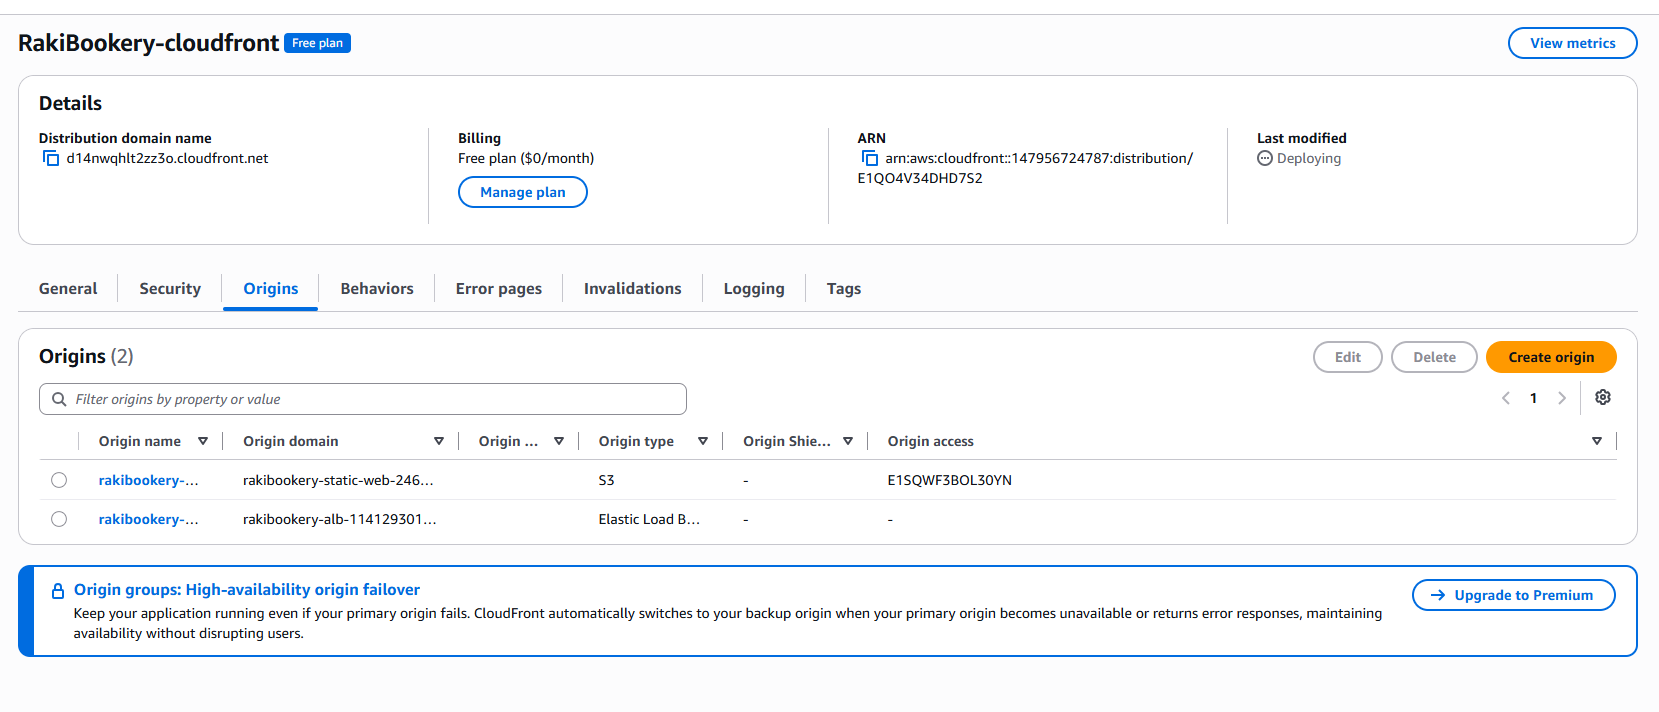 RakiBookery-cloudfront Free plan
View metrics
Details
Distribution domain name
d14nwqhlt2zz3o.cloudfront.net
Billing
Free plan ($0/month)
Manage plan
ARN
arn:aws:cloudfront::147956724787:distribution/
E1QO4V34DHD7S2
Last modified
Deploying
General Security Origins Behaviors Error pages Invalidations Logging Tags
Origins (2)
Edit Delete Create origin
Filter origins by property or value
1
Origin name Origin domain Origin ... Origin type Origin Shie... Origin access
rakibookery-... rakibookery-static-web-246... S3 - E1SQWF3BOL30YN
rakibookery-... rakibookery-alb-114129301... Elastic Load B... - -
Origin groups: High-availability origin failover
Keep your application running even if your primary origin fails. CloudFront automatically switches to your backup origin when your primary origin becomes unavailable or returns error responses, maintaining
availability without disrupting users.
Upgrade to Premium